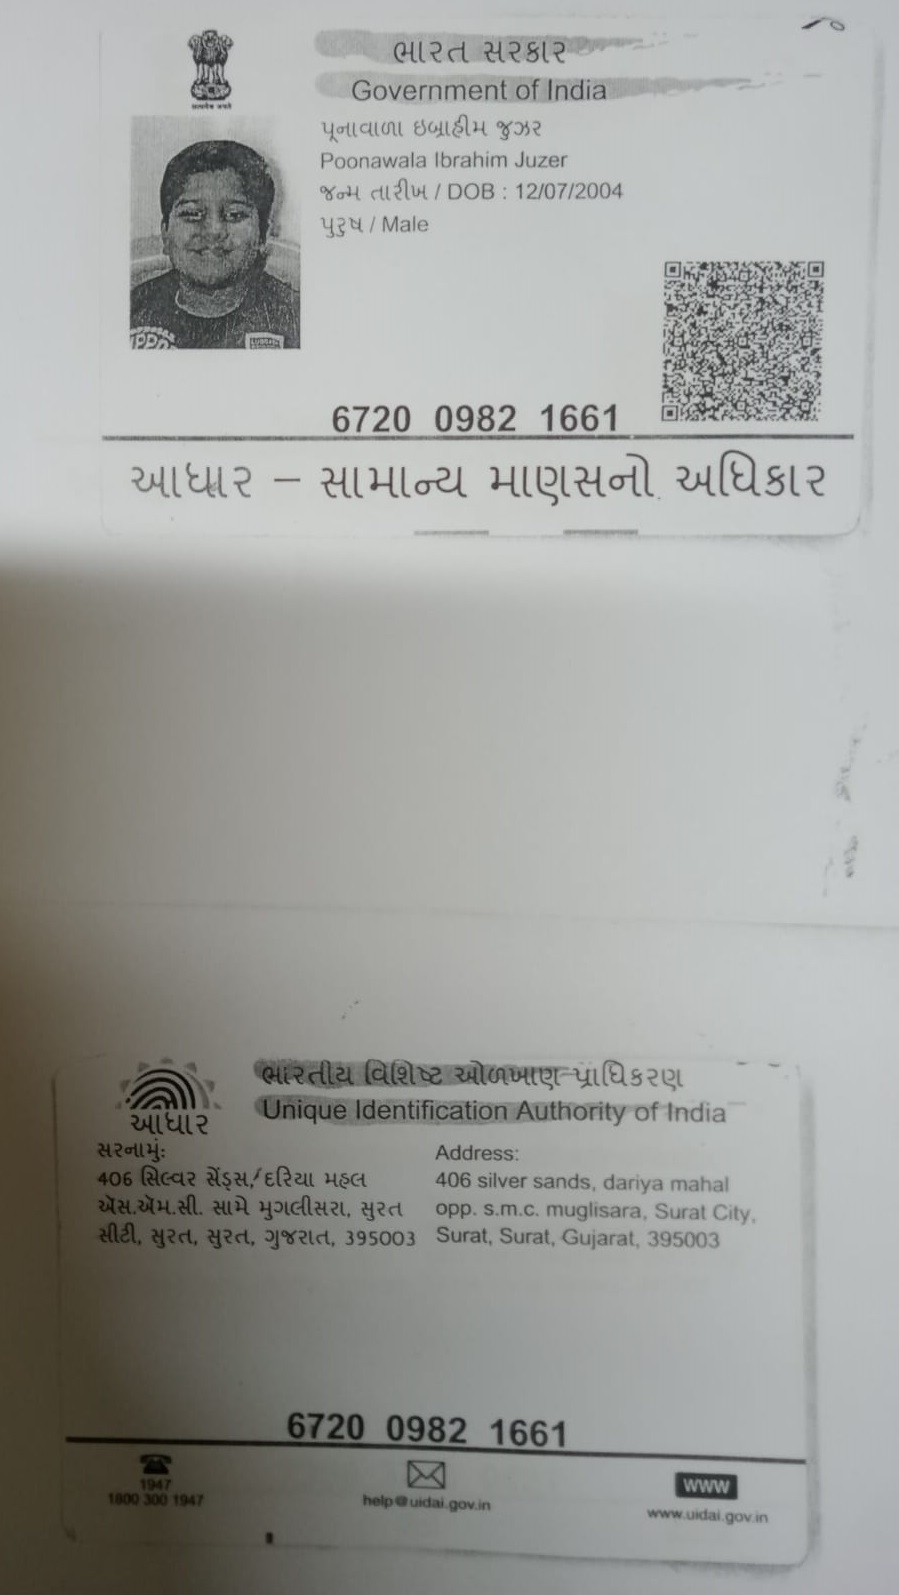 ભારત સરકાર
Government of India
પૂનાવાળા ઇબ્રાહીમ જુઝર
Poonawala Ibrahim Juzer
જન્મ તારીખ / DOB : 12/07/2004
પુરુષ / Male
6720 0982 1661
આધાર – સામાન્ય માણસનો અધિકાર
ભારતીય વિશિષ્ટ ઓળખાણ પ્રાધિકરણ
Unique Identification Authority of India
આધાર
સરનામું:
406 સિલ્વર સેંડ્સ, દરિયા મહલ
એસ.એમ.સી. સામે મુગલીસરા, સુરત
સીટી, સુરત, સુરત, ગુજરાત, 395003
Address:
406 silver sands, dariya mahal
opp. s.m.c. muglisara, Surat City,
Surat, Surat, Gujarat, 395003
6720 0982 1661
1947
1800 300 1947
help@uidai.gov.in
www
www.uidai.gov.in